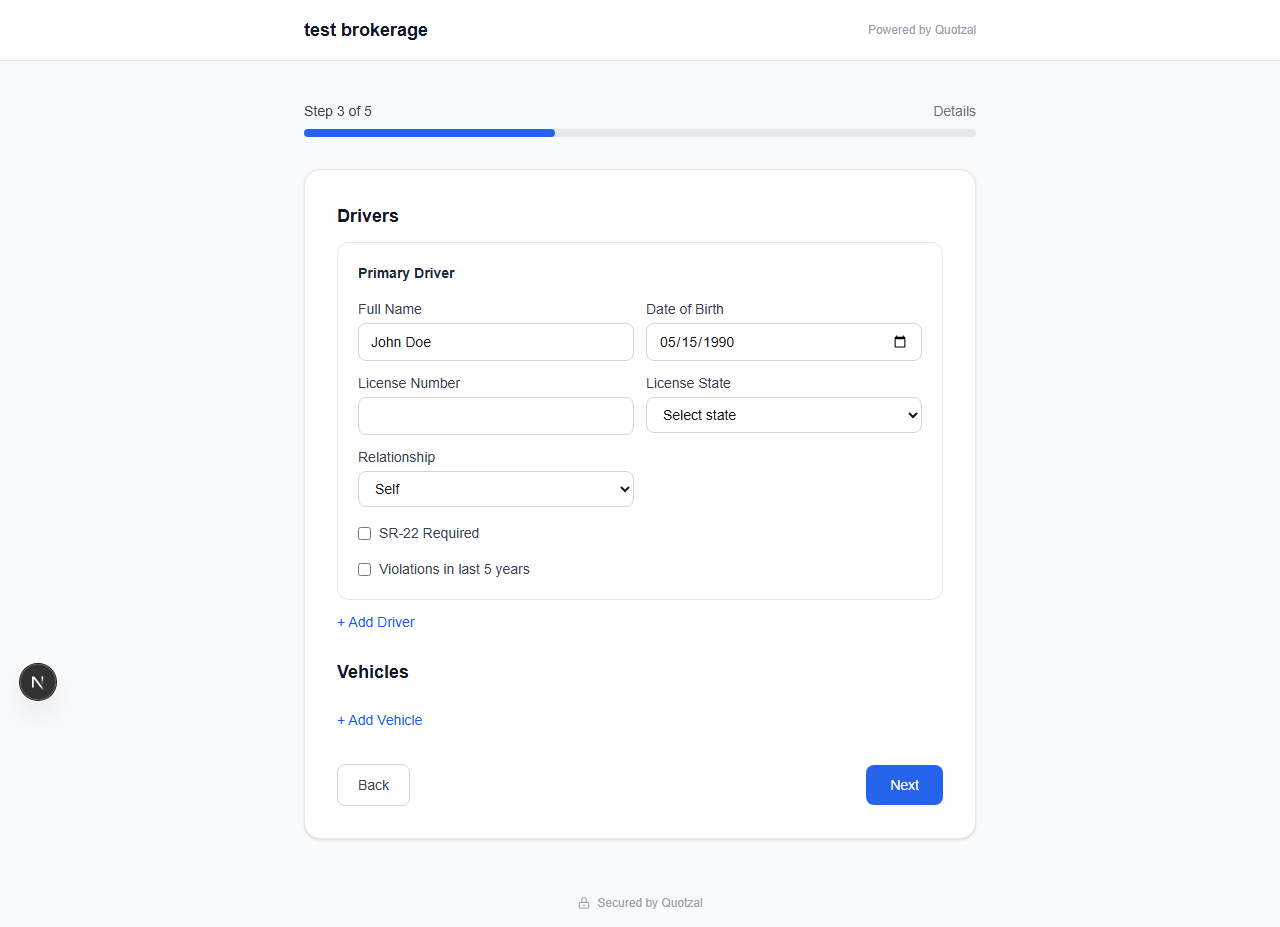 test brokerage
Powered by Quotzal
Step 3 of 5
Details
Drivers
Primary Driver
Full Name
Date of Birth
John Doe
05/15/1990
License Number
License State
Select state
Relationship
Self
SR-22 Required
Violations in last 5 years
+ Add Driver
Vehicles
N
+ Add Vehicle
Back
Next
Secured by Quotzal